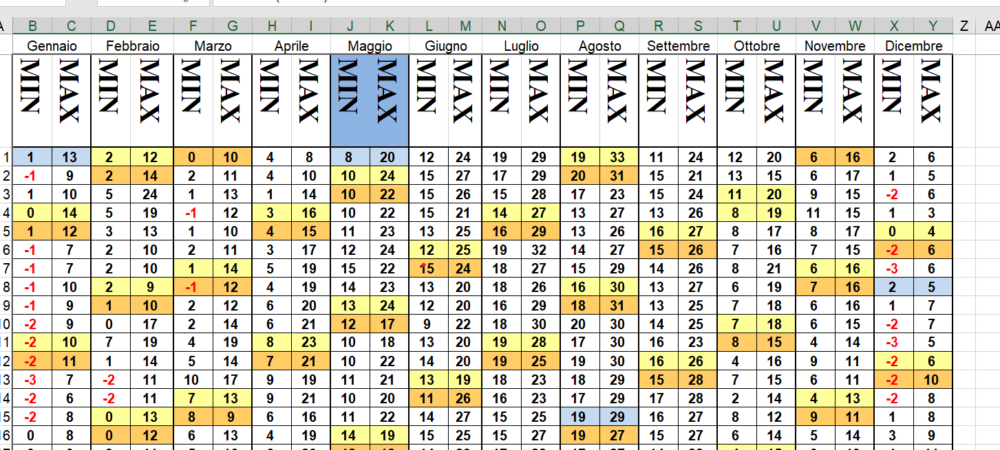 A B C D E F G H I J K L M N O P Q R S T U V W X Y Z AA
Gennaio Febbraio Marzo Aprile Maggio Giugno Luglio Agosto Settembre Ottobre Novembre Dicembre
MIN MAX MIN MAX MIN MAX MIN MAX MIN MAX MIN MAX MIN MAX MIN MAX MIN MAX MIN MAX MIN MAX MIN MAX
1 1 13 2 12 0 10 4 8 8 20 12 24 19 29 19 33 11 24 12 20 6 16 2 6
2 -1 9 2 14 2 11 4 10 10 24 15 27 17 29 20 31 15 21 13 15 6 17 1 5
3 1 10 5 24 1 13 1 14 10 22 15 26 15 28 17 23 15 24 11 20 9 15 -2 6
4 0 14 5 19 -1 12 3 16 10 22 15 21 14 27 13 27 13 26 8 19 11 15 1 3
5 1 12 3 13 1 10 4 15 11 23 13 25 16 29 13 26 16 27 8 17 8 17 0 4
6 -1 7 2 10 2 11 3 17 12 24 12 25 19 32 14 27 15 26 7 16 7 15 -2 6
7 -1 7 2 10 1 14 5 19 15 22 15 24 18 27 15 29 14 26 8 21 6 16 -3 6
8 -1 10 2 9 -1 12 4 19 14 23 13 20 18 26 16 30 13 27 6 19 7 16 2 5
9 -1 9 1 10 2 12 6 20 13 24 12 20 16 29 18 31 13 25 7 18 6 16 1 7
10 -2 9 0 17 2 14 6 21 12 17 9 22 18 30 20 30 14 25 7 18 6 15 -2 7
11 -2 10 7 19 4 19 8 23 10 18 13 20 19 28 17 30 16 23 8 15 4 14 -3 5
12 -2 11 1 14 5 14 7 21 10 22 14 20 19 25 19 30 16 26 4 16 9 11 -2 6
13 -3 7 -2 11 10 17 9 19 11 21 13 19 18 23 18 29 15 28 7 15 6 11 -2 10
14 -2 6 -2 11 7 13 9 21 10 20 11 26 16 23 17 29 17 28 2 14 4 13 -2 8
15 -2 8 0 13 8 9 6 16 11 22 14 27 15 25 19 29 16 27 8 12 9 11 1 8
16 0 8 0 12 6 13 4 19 14 19 15 25 15 27 19 27 15 27 6 14 5 14 3 9